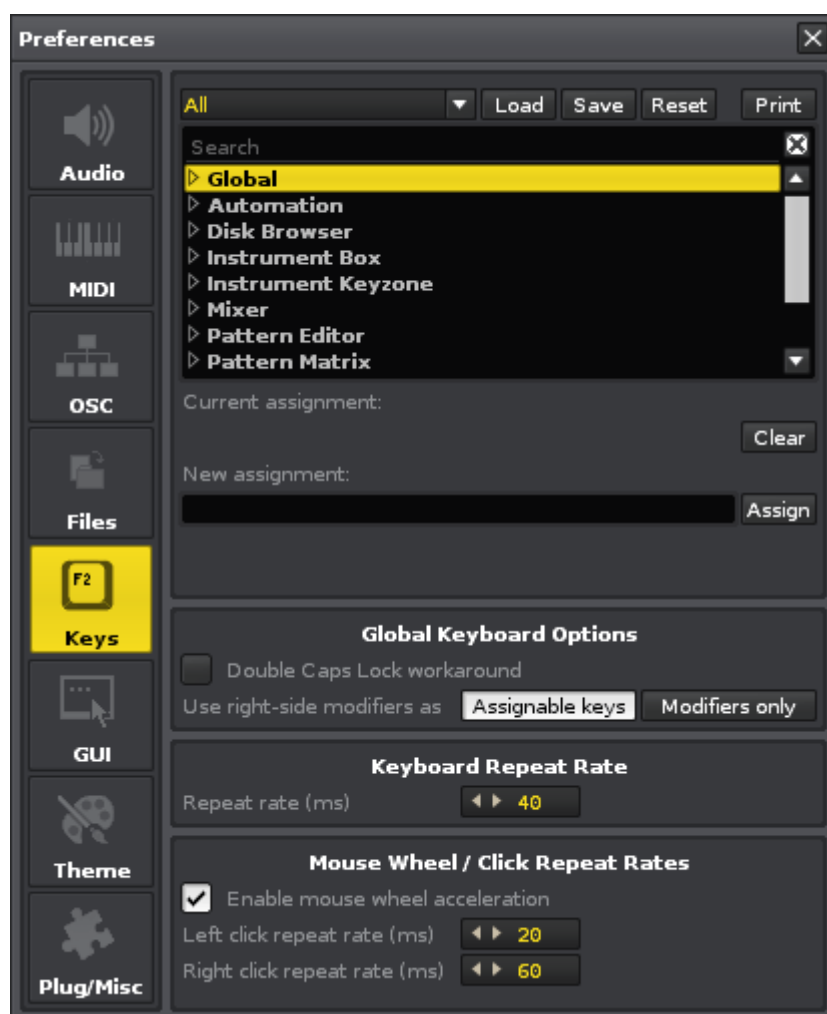 Preferences
Audio
MIDI
OSC
Files
F2
Keys
GUI
Theme
Plug/Misc
All
Load Save Reset Print
Search
Global
Automation
Disk Browser
Instrument Box
Instrument Keyzone
Mixer
Pattern Editor
Pattern Matrix
Current assignment:
Clear
New assignment:
Assign
Global Keyboard Options
Double Caps Lock workaround
Use right-side modifiers as Assignable keys Modifiers only
Keyboard Repeat Rate
Repeat rate (ms) 40
Mouse Wheel / Click Repeat Rates
Enable mouse wheel acceleration
Left click repeat rate (ms) 20
Right click repeat rate (ms) 60